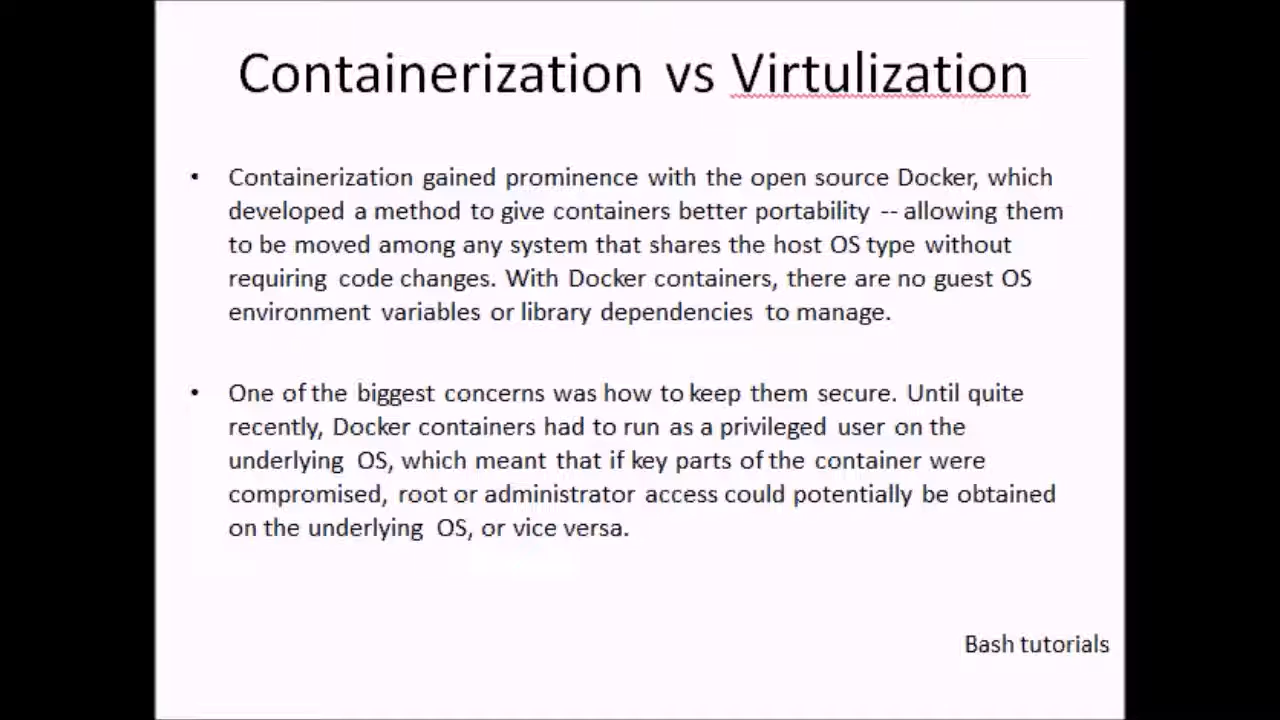 Containerization vs Virtulization
• Containerization gained prominence with the open source Docker, which
developed a method to give containers better portability -- allowing them
to be moved among any system that shares the host OS type without
requiring code changes. With Docker containers, there are no guest OS
environment variables or library dependencies to manage.
• One of the biggest concerns was how to keep them secure. Until quite
recently, Docker containers had to run as a privileged user on the
underlying OS, which meant that if key parts of the container were
compromised, root or administrator access could potentially be obtained
on the underlying OS, or vice versa.
Bash tutorials